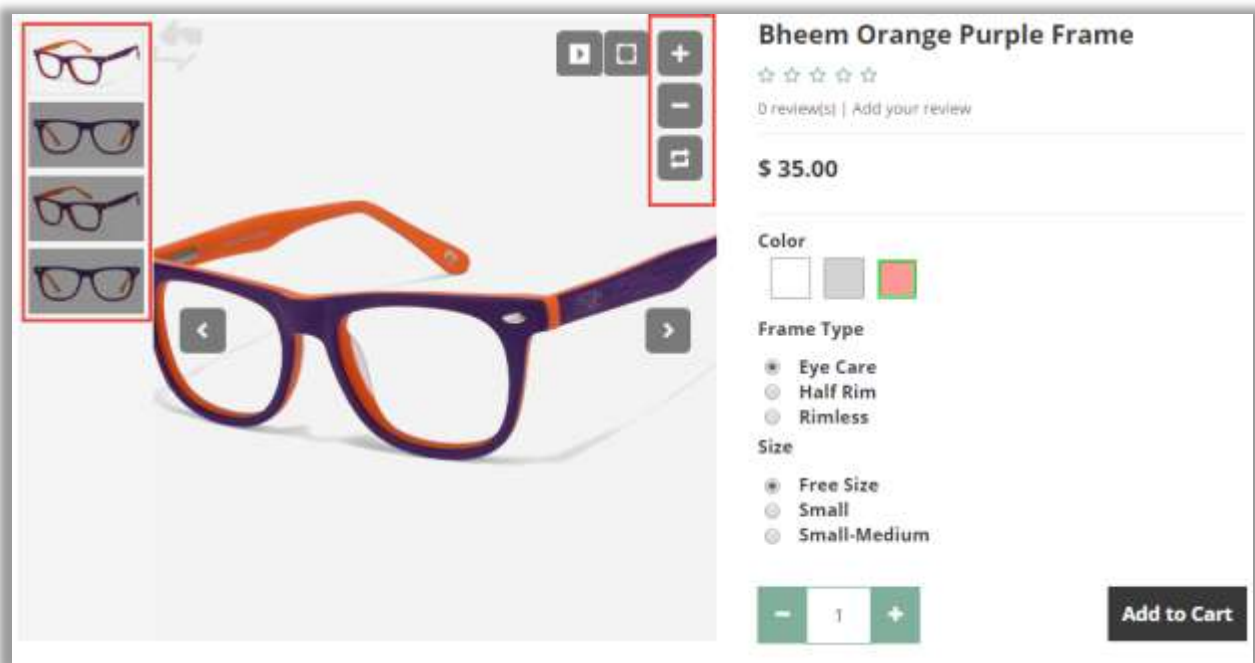 Bheem Orange Purple Frame
0 review(s) | Add your review
$ 35.00
Color
Frame Type
Eye Care
Half Rim
Rimless
Size
Free Size
Small
Small-Medium
1
Add to Cart